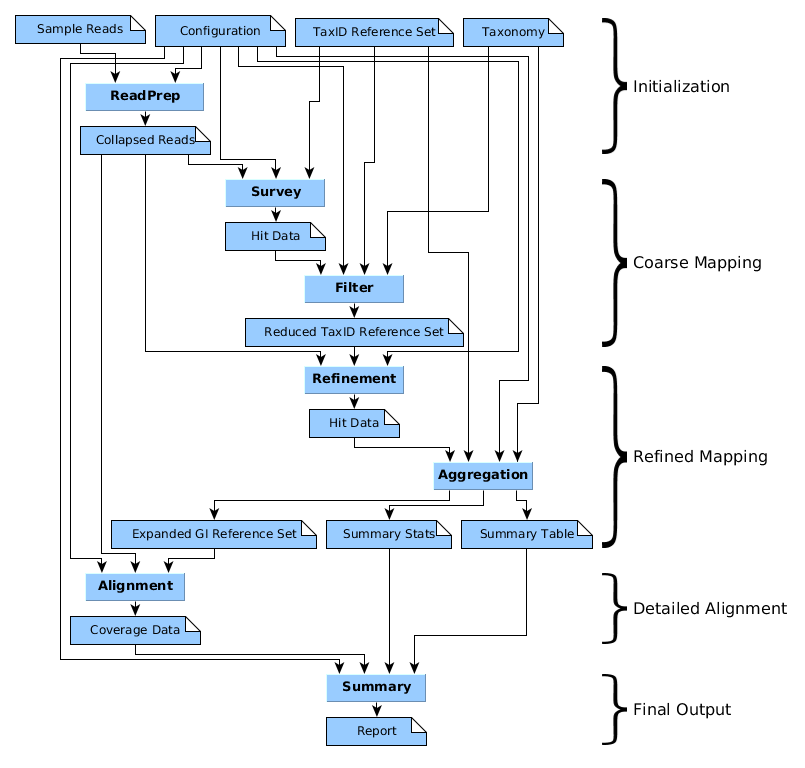 Sample Reads
Configuration
TaxID Reference Set
Taxonomy
ReadPrep
Initialization
Collapsed Reads
Survey
Hit Data
Coarse Mapping
Filter
Reduced TaxID Reference Set
Refinement
Hit Data
Refined Mapping
Aggregation
Expanded GI Reference Set
Summary Stats
Summary Table
Alignment
Detailed Alignment
Coverage Data
Summary
Final Output
Report